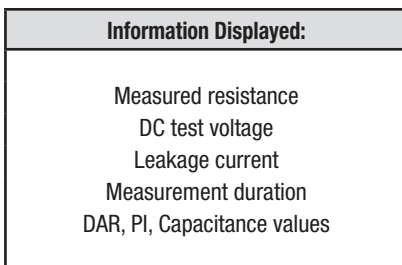 Information Displayed:
Measured resistance
DC test voltage
Leakage current
Measurement duration
DAR, PI, Capacitance values